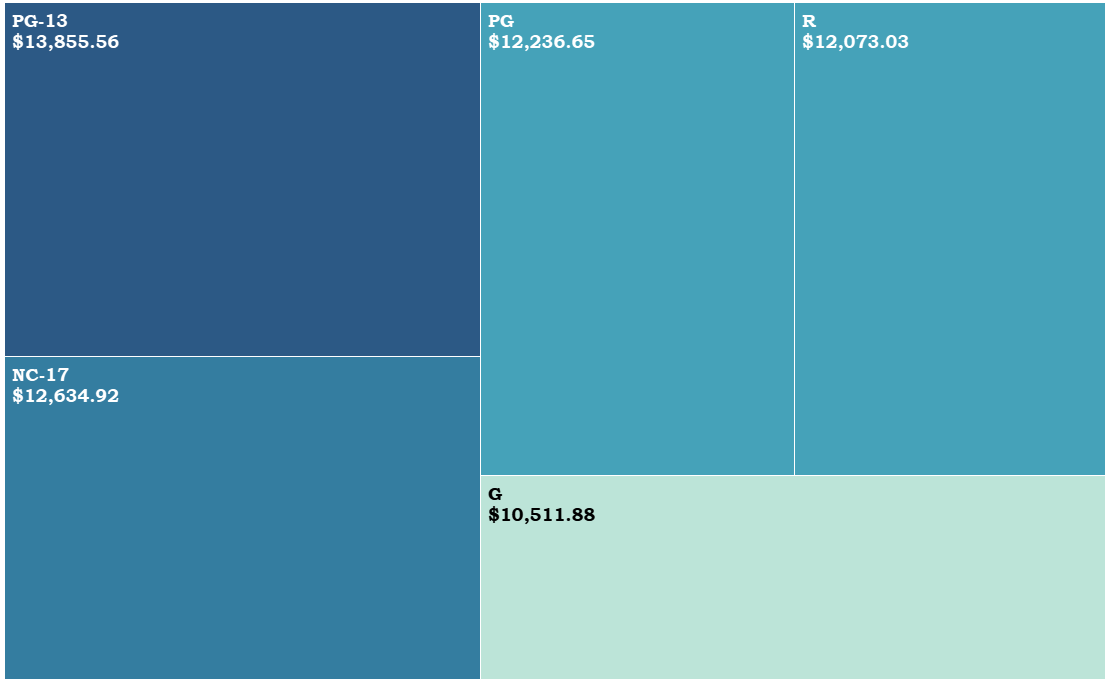 PG-13
$13,855.56
NC-17
$12,634.92
PG
$12,236.65
R
$12,073.03
G
$10,511.88